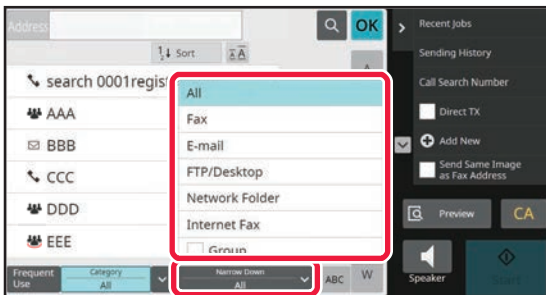 Address
OK
Sort
A
search 0001regist
AAA
BBB
CCC
DDD
EEE
All
Fax
E-mail
FTP/Desktop
Network Folder
Internet Fax
Group
Frequent
Use
Category
All
Narrow Down
All
ABC
W
Recent Jobs
Sending History
Call Search Number
Direct TX
Add New
Send Same Image
as Fax Address
Preview
CA
Speaker
Start